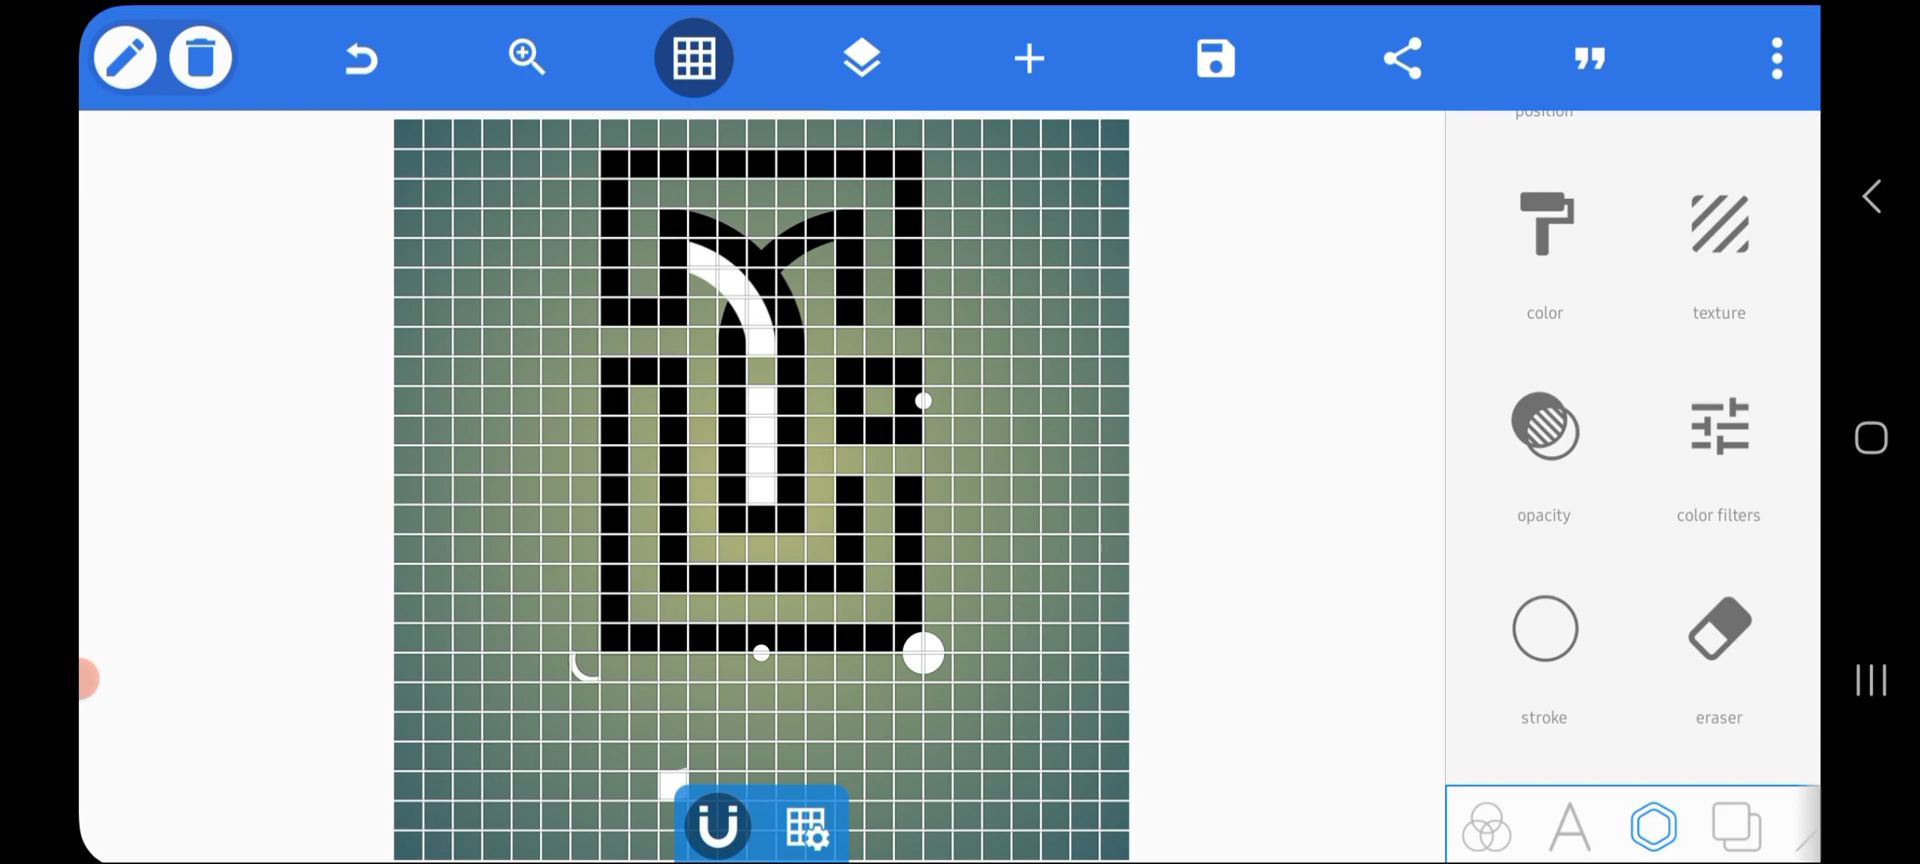 position
color
texture
opacity
color filters
stroke
eraser